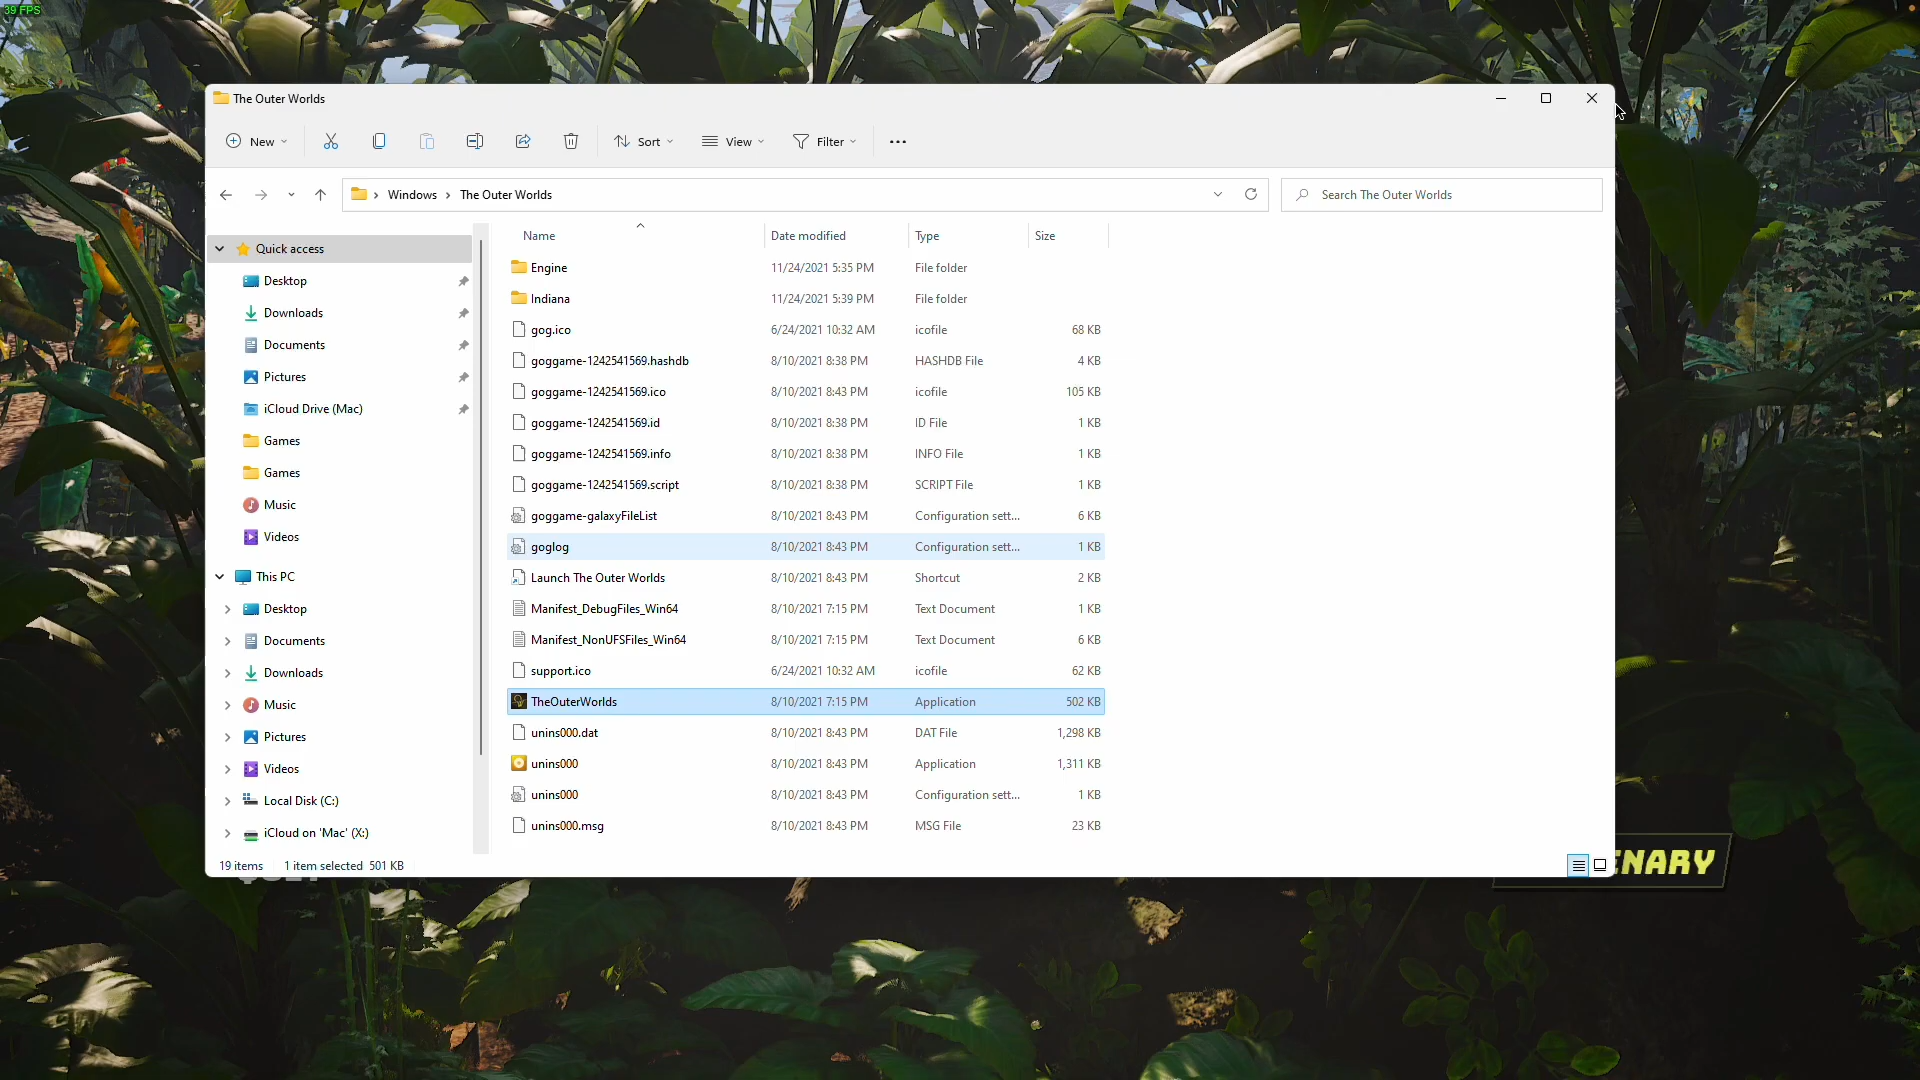 39 FPS
The Outer Worlds
New
Sort
View
Filter
Windows
The Outer Worlds
Search The Outer Worlds
Name
Date modified
Type
Size
Quick access
Desktop
Downloads
Documents
Pictures
iCloud Drive (Mac)
Games
Games
Music
Videos
This PC
Desktop
Documents
Downloads
Music
Pictures
Videos
Local Disk (C:)
iCloud on 'Mac' (X:)
Engine 11/24/2021 5:35 PM File folder
Indiana 11/24/2021 5:39 PM File folder
gog.ico 6/24/2021 10:32 AM icofile 68 KB
goggame-1242541569.hashdb 8/10/2021 8:38 PM HASHDB File 4 KB
goggame-1242541569.ico 8/10/2021 8:43 PM icofile 105 KB
goggame-1242541569.id 8/10/2021 8:38 PM ID File 1 KB
goggame-1242541569.info 8/10/2021 8:38 PM INFO File 1 KB
goggame-1242541569.script 8/10/2021 8:38 PM SCRIPT File 1 KB
goggame-galaxyFileList 8/10/2021 8:43 PM Configuration sett... 6 KB
goglog 8/10/2021 8:43 PM Configuration sett... 1 KB
Launch The Outer Worlds 8/10/2021 8:43 PM Shortcut 2 KB
Manifest_DebugFiles_Win64 8/10/2021 7:15 PM Text Document 1 KB
Manifest_NonUFSFiles_Win64 8/10/2021 7:15 PM Text Document 6 KB
support.ico 6/24/2021 10:32 AM icofile 62 KB
TheOuterWorlds 8/10/2021 7:15 PM Application 502 KB
unins000.dat 8/10/2021 8:43 PM DAT File 1,298 KB
unins000 8/10/2021 8:43 PM Application 1,311 KB
unins000 8/10/2021 8:43 PM Configuration sett... 1 KB
unins000.msg 8/10/2021 8:43 PM MSG File 23 KB
19 items 1 item selected 501 KB
ENARY